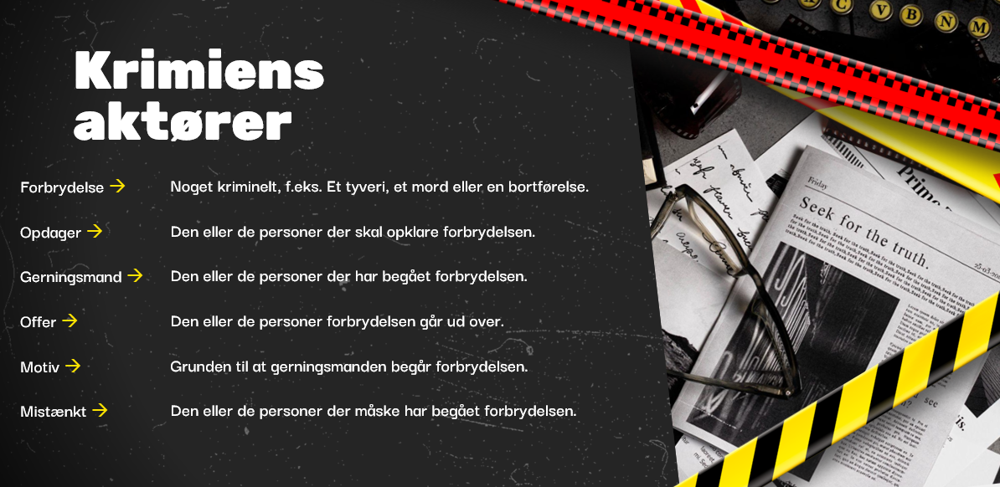 X C V B N M
Krimiens
aktører
Forbrydelse → Noget kriminelt, f.eks. Et tyveri, et mord eller en bortførelse.
Opdager → Den eller de personer der skal opklare forbrydelsen.
Gerningsmand → Den eller de personer der har begået forbrydelsen.
Offer → Den eller de personer forbrydelsen går ud over.
Motiv → Grunden til at gerningsmanden begår forbrydelsen.
Mistænkt → Den eller de personer der måske har begået forbrydelsen.
Friday
Seek for the truth.
see
is.